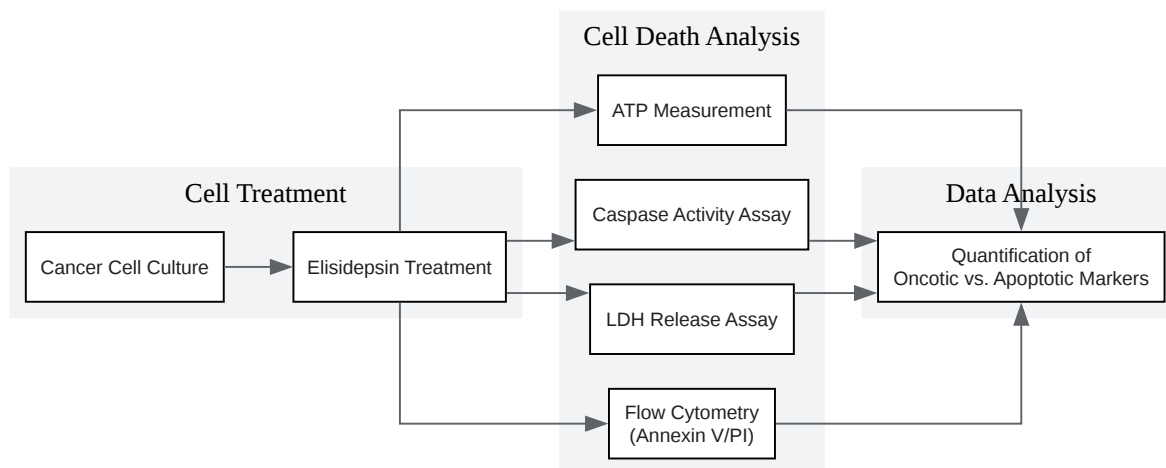 Cell Treatment
Cancer Cell Culture
Elisidepsin Treatment
Cell Death Analysis
ATP Measurement
Caspase Activity Assay
LDH Release Assay
Flow Cytometry
(Annexin V/PI)
Data Analysis
Quantification of
Oncotic vs. Apoptotic Markers